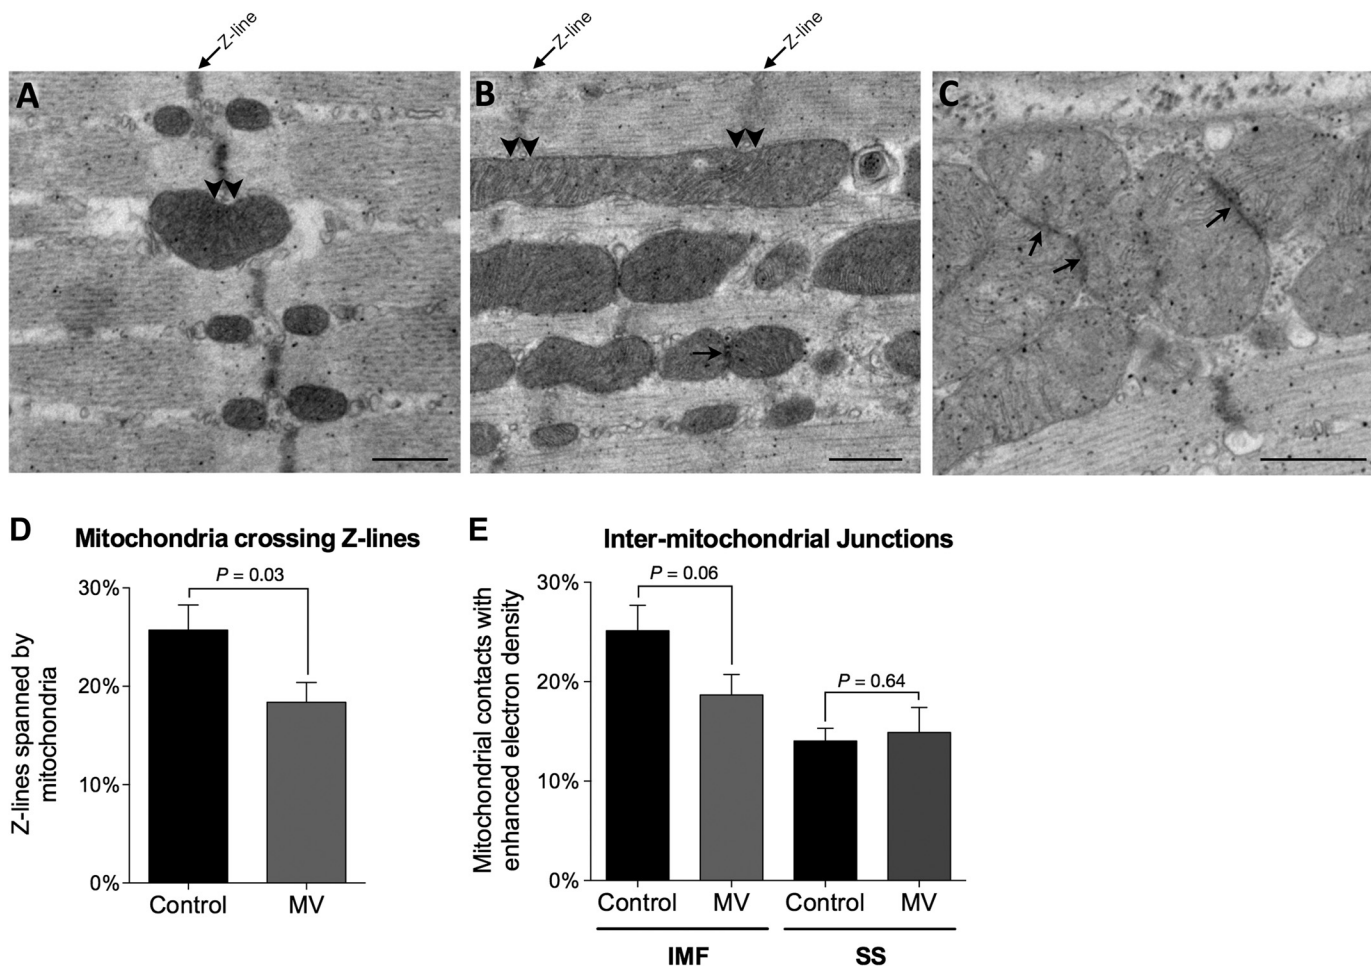 Z-line
Z-line
Z-line
A
B
C
D
Mitochondria crossing Z-lines
Z-lines spanned by
mitochondria
30%
20%
10%
0%
P = 0.03
Control
MV
E
Inter-mitochondrial Junctions
Mitochondrial contacts with
enhanced electron density
30%
20%
10%
0%
P = 0.06
P = 0.64
Control
MV
Control
MV
IMF
SS